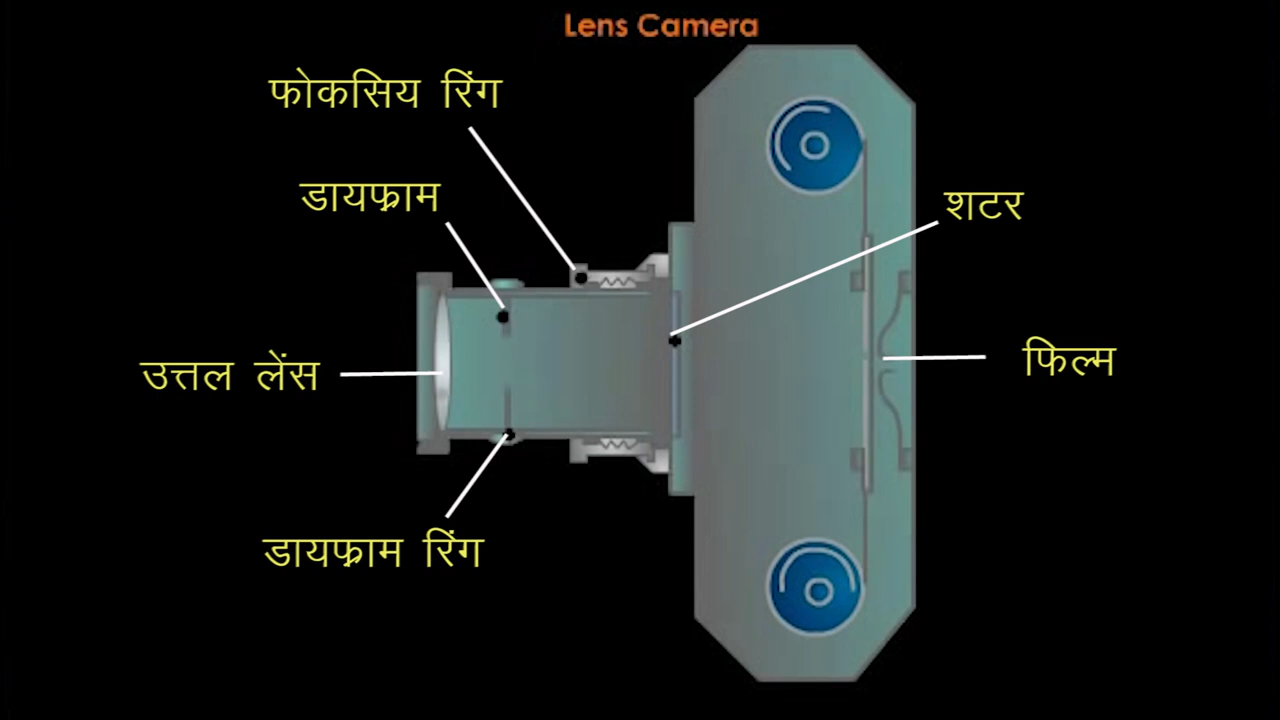 Lens Camera
फोकसिय रिंग
डायफ्राम
शटर
उत्तल लेंस
फिल्म
डायफ्राम रिंग